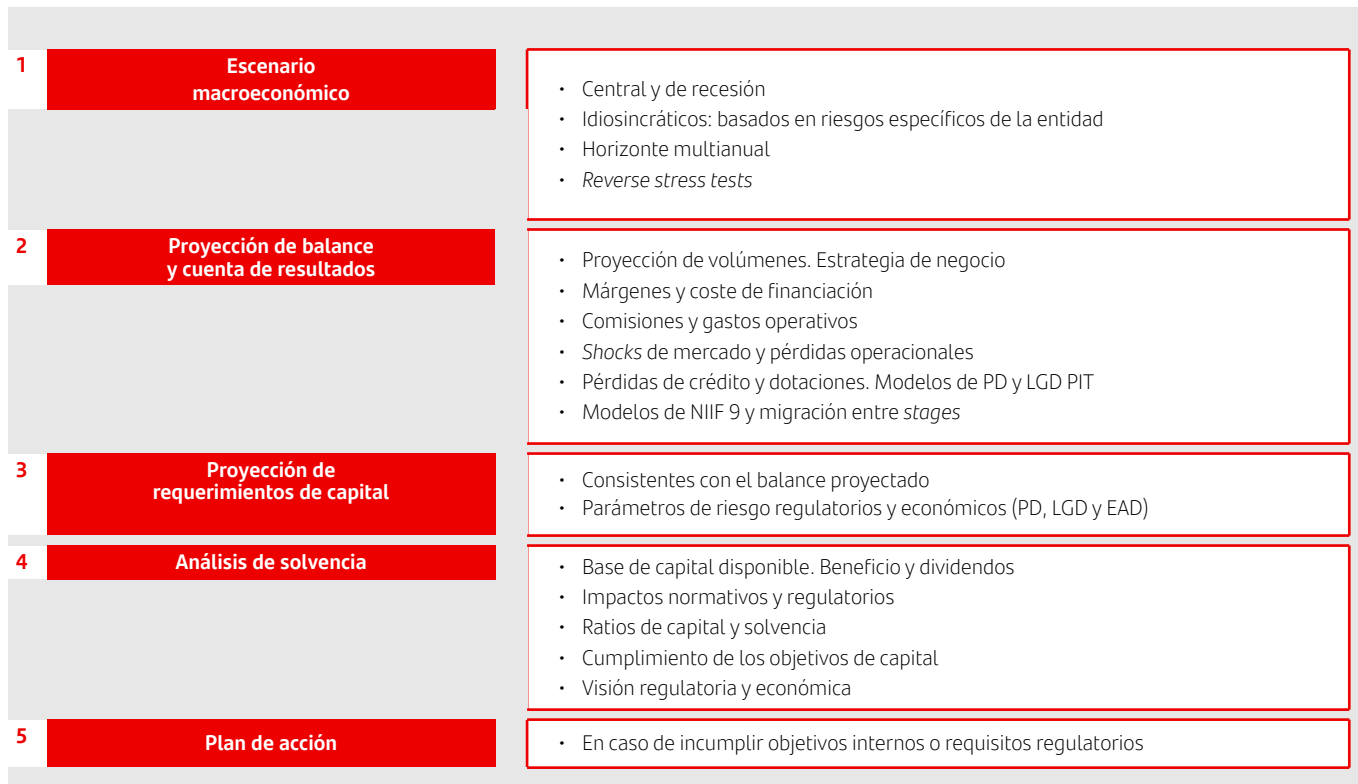 1
Escenario
macroeconómico
• Central y de recesión
• Idiosincráticos: basados en riesgos específicos de la entidad
• Horizonte multianual
• Reverse stress tests
2
Proyección de balance
y cuenta de resultados
• Proyección de volúmenes. Estrategia de negocio
• Márgenes y coste de financiación
• Comisiones y gastos operativos
• Shocks de mercado y pérdidas operacionales
• Pérdidas de crédito y dotaciones. Modelos de PD y LGD PIT
• Modelos de NIIF 9 y migración entre stages
3
Proyección de
requerimientos de capital
• Consistentes con el balance proyectado
• Parámetros de riesgo regulatorios y económicos (PD, LGD y EAD)
4
Análisis de solvencia
• Base de capital disponible. Beneficio y dividendos
• Impactos normativos y regulatorios
• Ratios de capital y solvencia
• Cumplimiento de los objetivos de capital
• Visión regulatoria y económica
5
Plan de acción
• En caso de incumplir objetivos internos o requisitos regulatorios